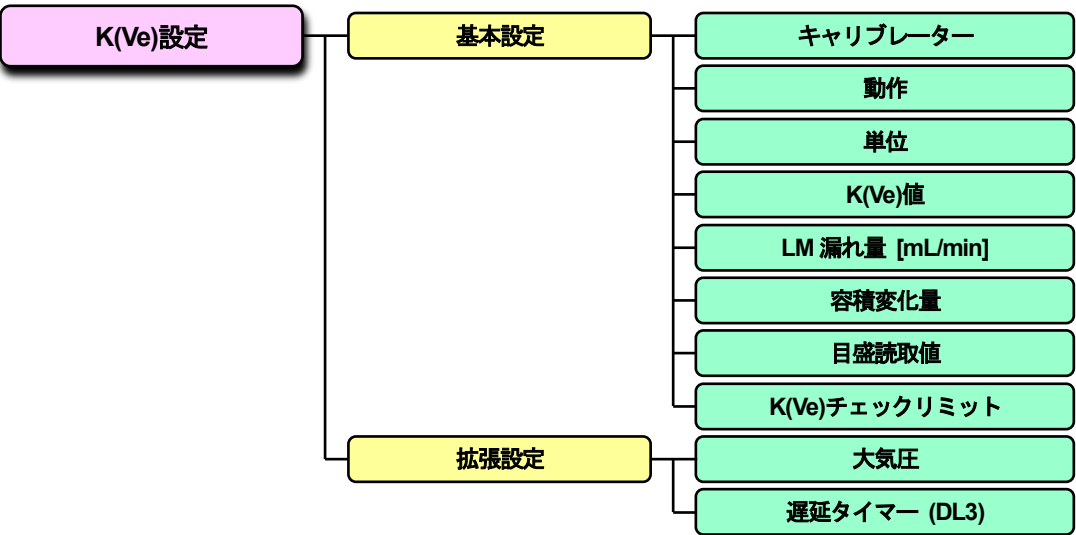 K(Ve)設定
基本設定
キャリブレーター
動作
単位
K(Ve)値
LM 漏れ量 [mL/min]
容積変化量
目盛読取値
K(Ve)チェックリミット
拡張設定
大気圧
遅延タイマー (DL3)